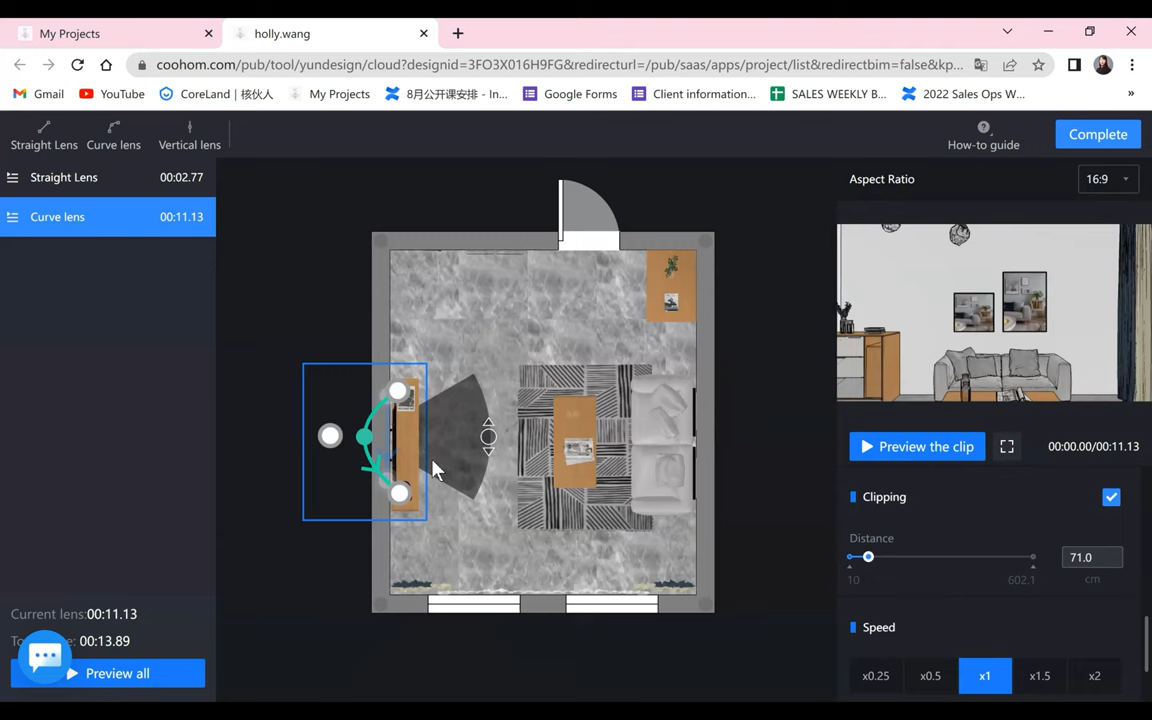 My Projects
holly.wang
coohom.com/pub/tool/yundesign/cloud?designid=3FO3X016H9FG&redirecturl=/pub/saas/apps/project/list&redirectbim=false&kp...
Gmail
YouTube
CoreLand | 核伙人
My Projects
8月公开课安排 - In...
Google Forms
Client information...
SALES WEEKLY B...
2022 Sales Ops W...
»
Straight Lens
Curve lens
Vertical lens
How-to guide
Complete
Straight Lens 00:02.77
Curve lens 00:11.13
Aspect Ratio
16:9
Preview the clip
00:00.00/00:11.13
Clipping
Distance
71.0
10
602.1
cm
Speed
x0.25
x0.5
x1
x1.5
x2
Current lens:00:11.13
00:13.89
Preview all